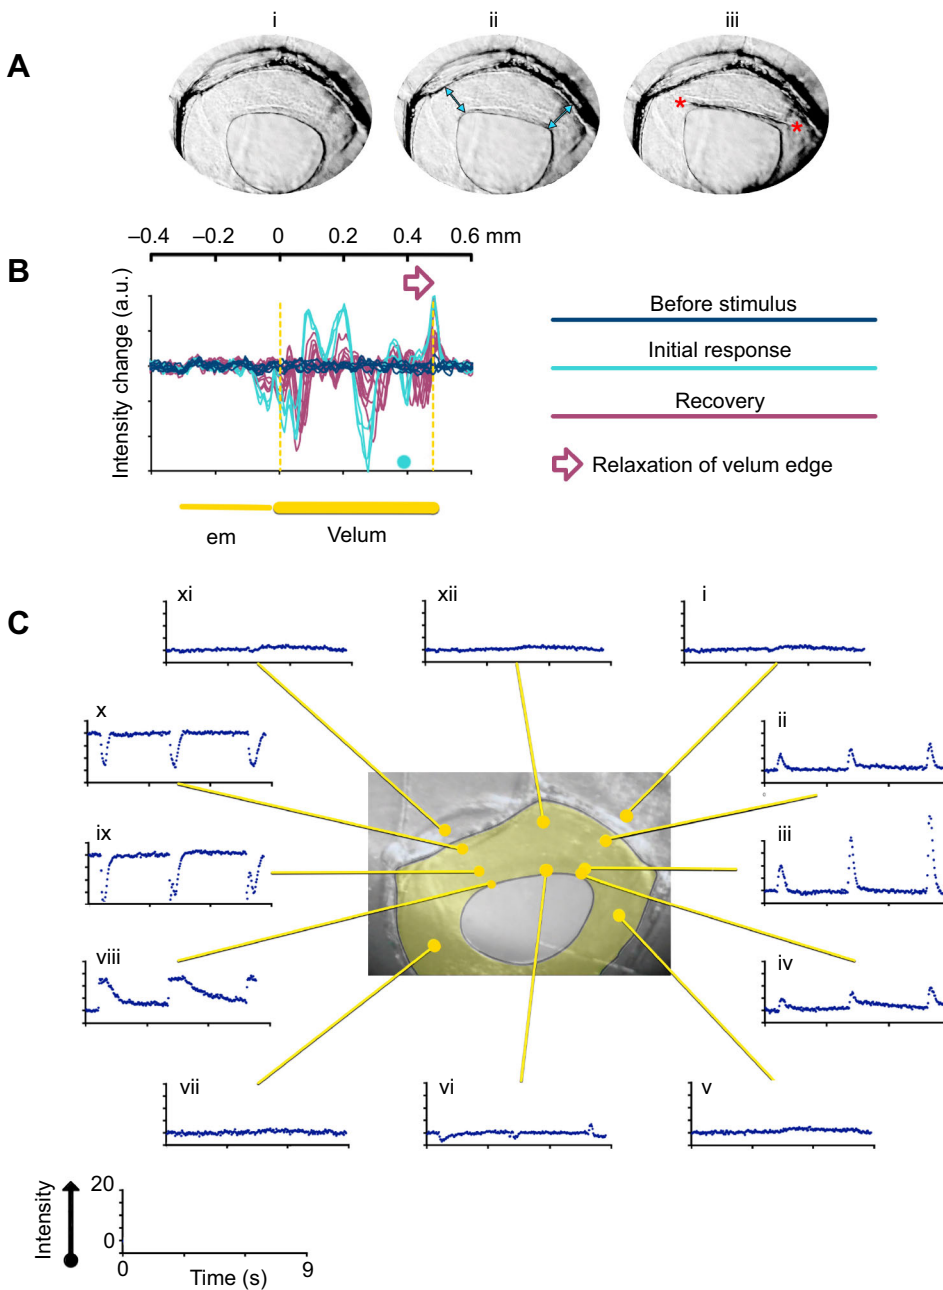 i ii iii
A
* *
–0.4 –0.2 0 0.2 0.4 0.6 mm
B
Intensity change (a.u.)
Before stimulus
Initial response
Recovery
Relaxation of velum edge
em Velum
C
xi xii i
x ii
ix iii
viii iv
vii vi v
Intensity
20
0
0 9
Time (s)